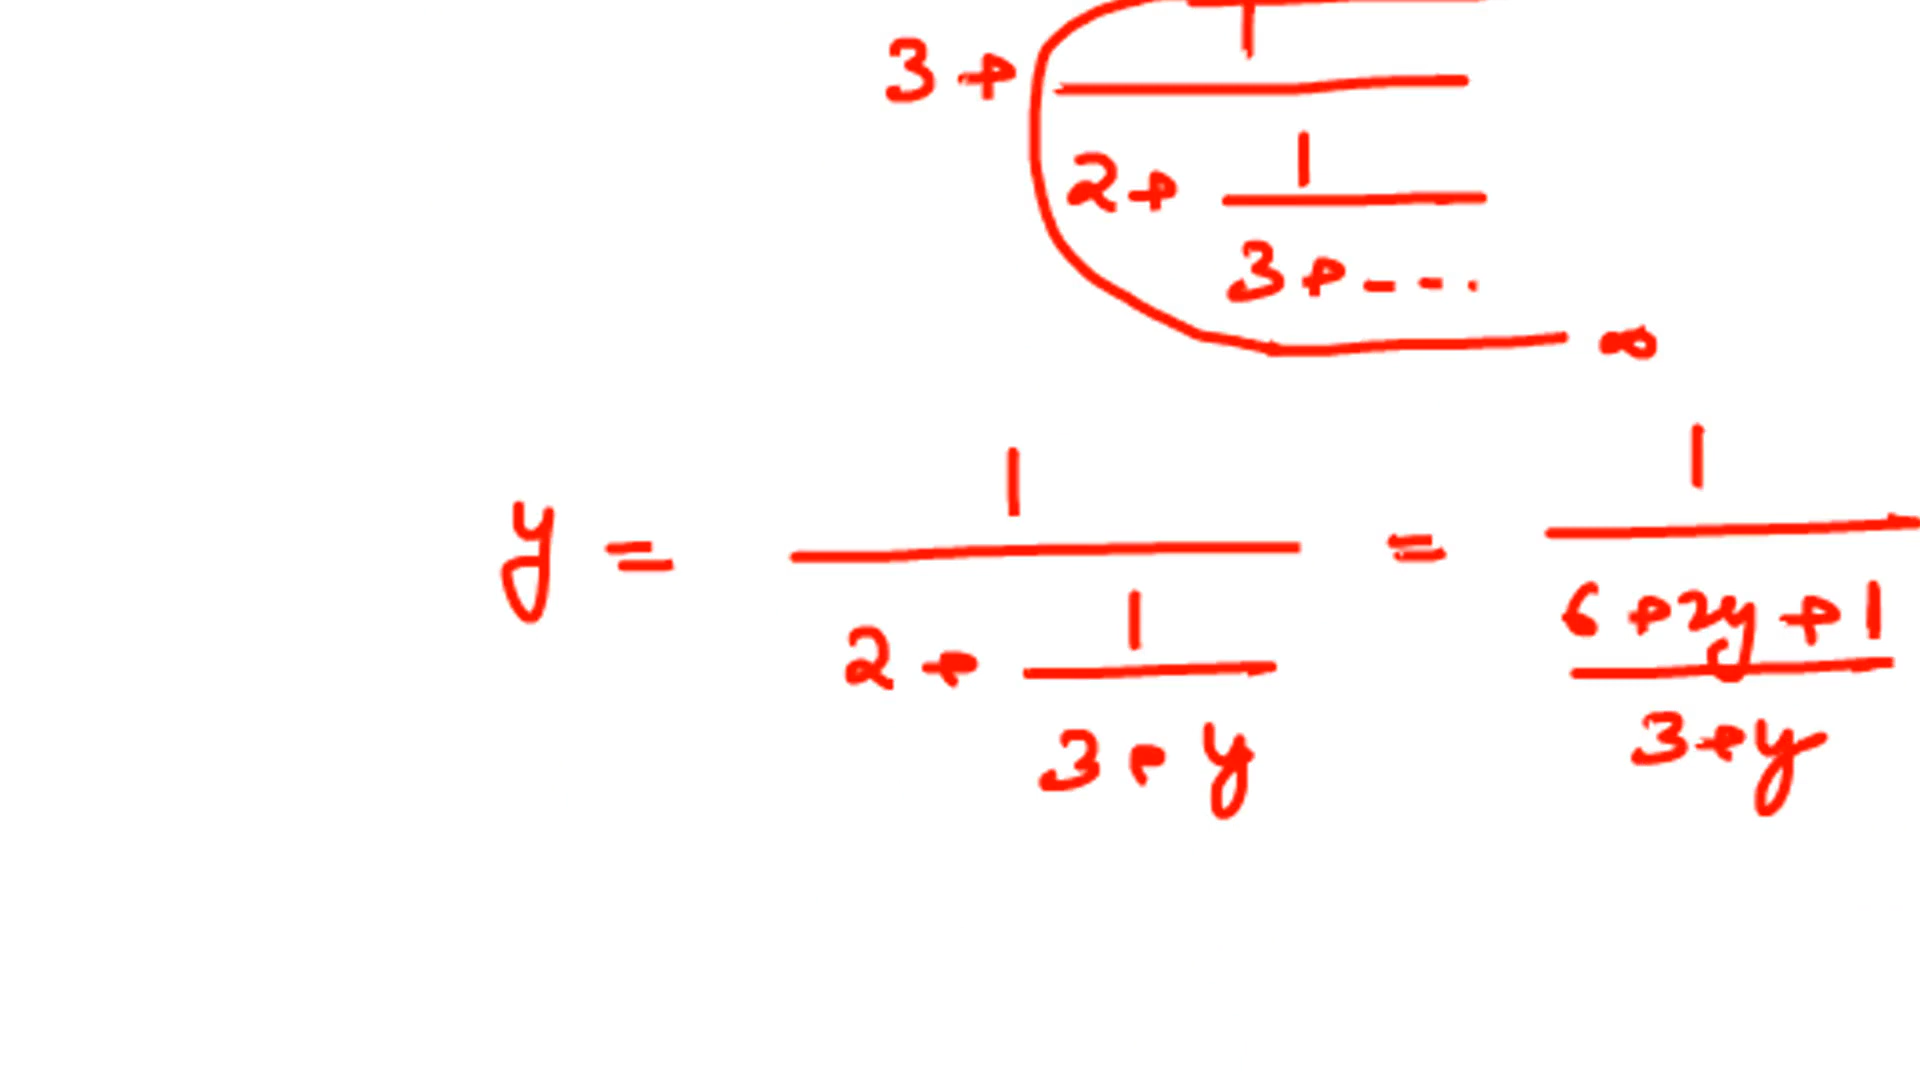 1
3 +
1
2 +
3 + - - - .
∞
1
1
y =
=
6 + 2y + 1
1
2 +
3 + y
3 + y